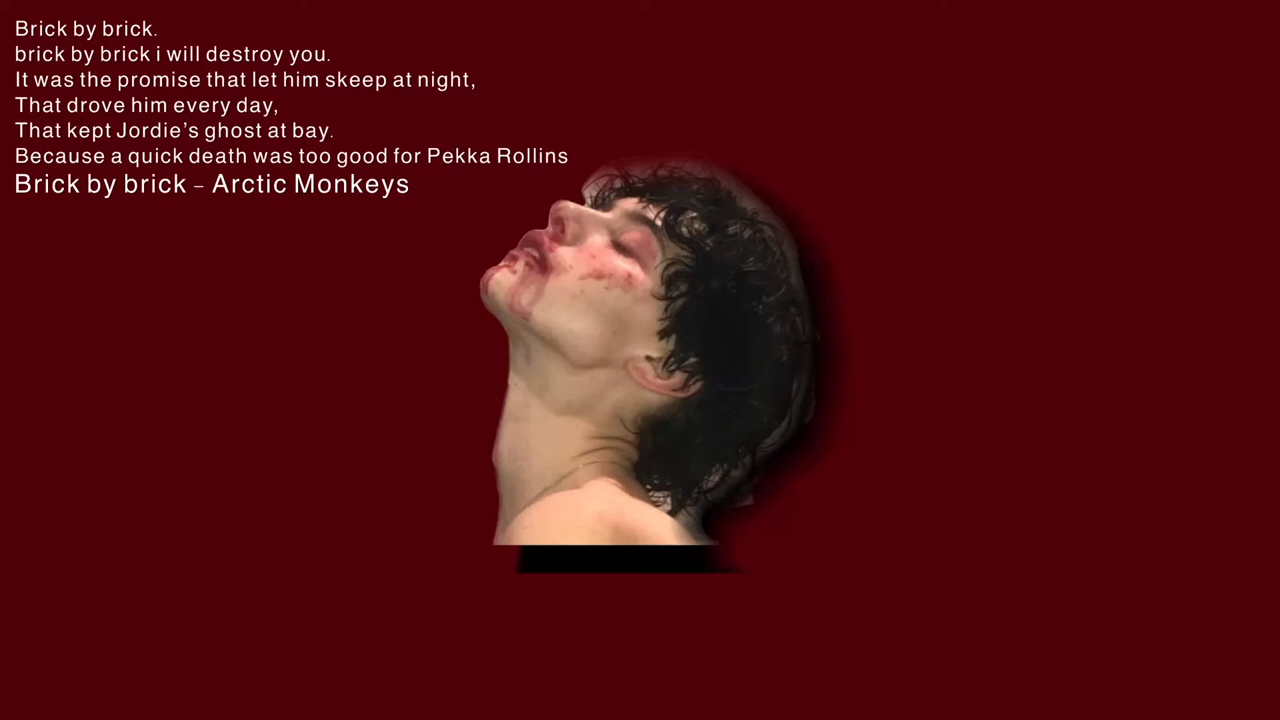 Brick by brick.
brick by brick i will destroy you.
It was the promise that let him skeep at night,
That drove him every day,
That kept Jordie’s ghost at bay.
Because a quick death was too good for Pekka Rollins
Brick by brick – Arctic Monkeys